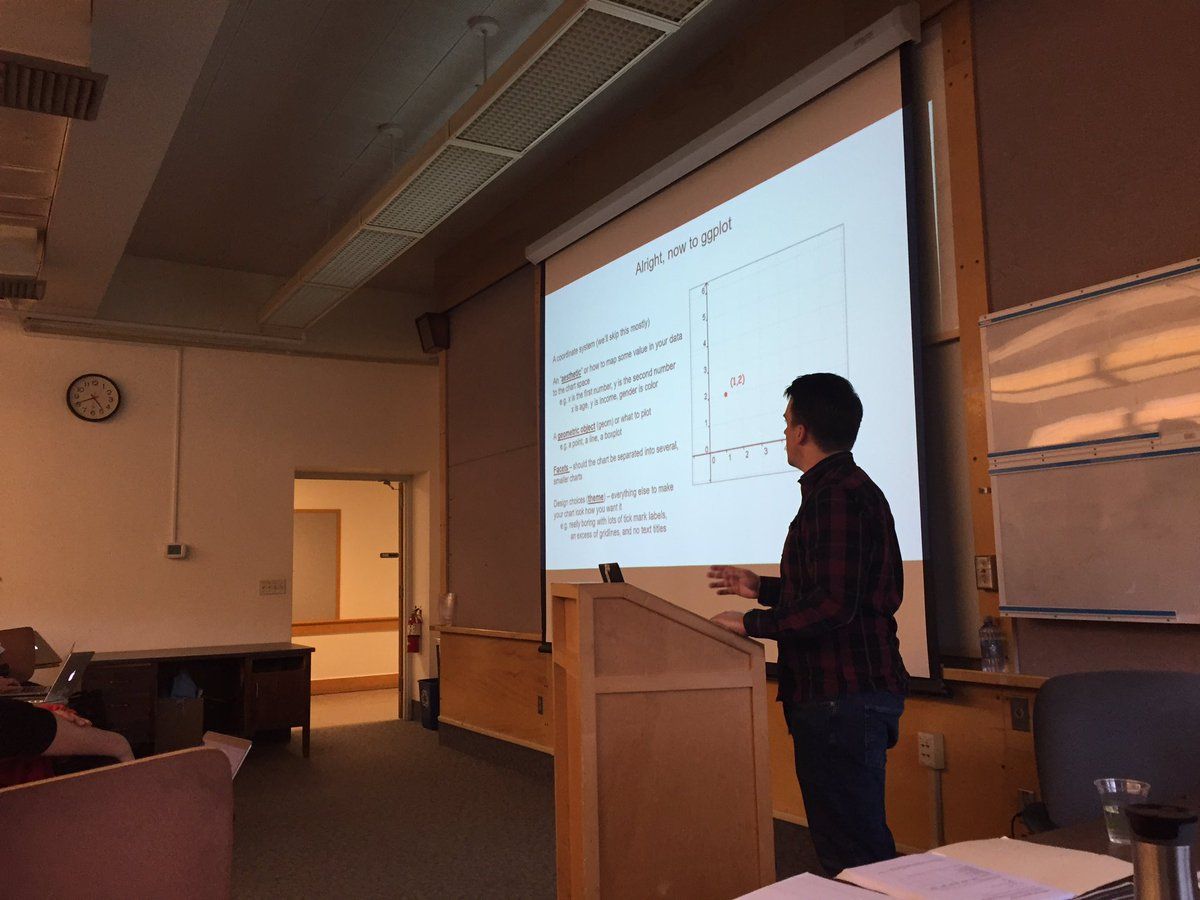 Alright, now to ggplot
A coordinate system (we'll skip this mostly)
An "aesthetic" or how to map some value in your data
to the chart space
e.g. x is the first number, y is the second number
x is age, y is income, gender is color
A geometric object (geom) or what to plot
e.g. a point, a line, a boxplot
Facets – should the chart be separated into several,
smaller charts
Design choices (theme) – everything else to make
your chart look how you want it
e.g. really boring with lots of tick mark labels,
an excess of gridlines, and no text titles
6
5
4
3
(1,2)
2
1
0
0 1 2 3